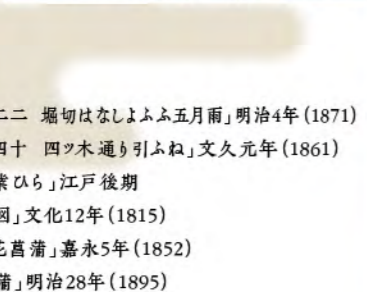 二 堀切はなしよふふ五月雨」明治4年(1871)
四十 四ツ木通り引ふね」文久元年(1861)
業ひら」江戸後期
図」文化12年(1815)
花菖蒲」嘉永5年(1852)
蒲」明治28年(1895)